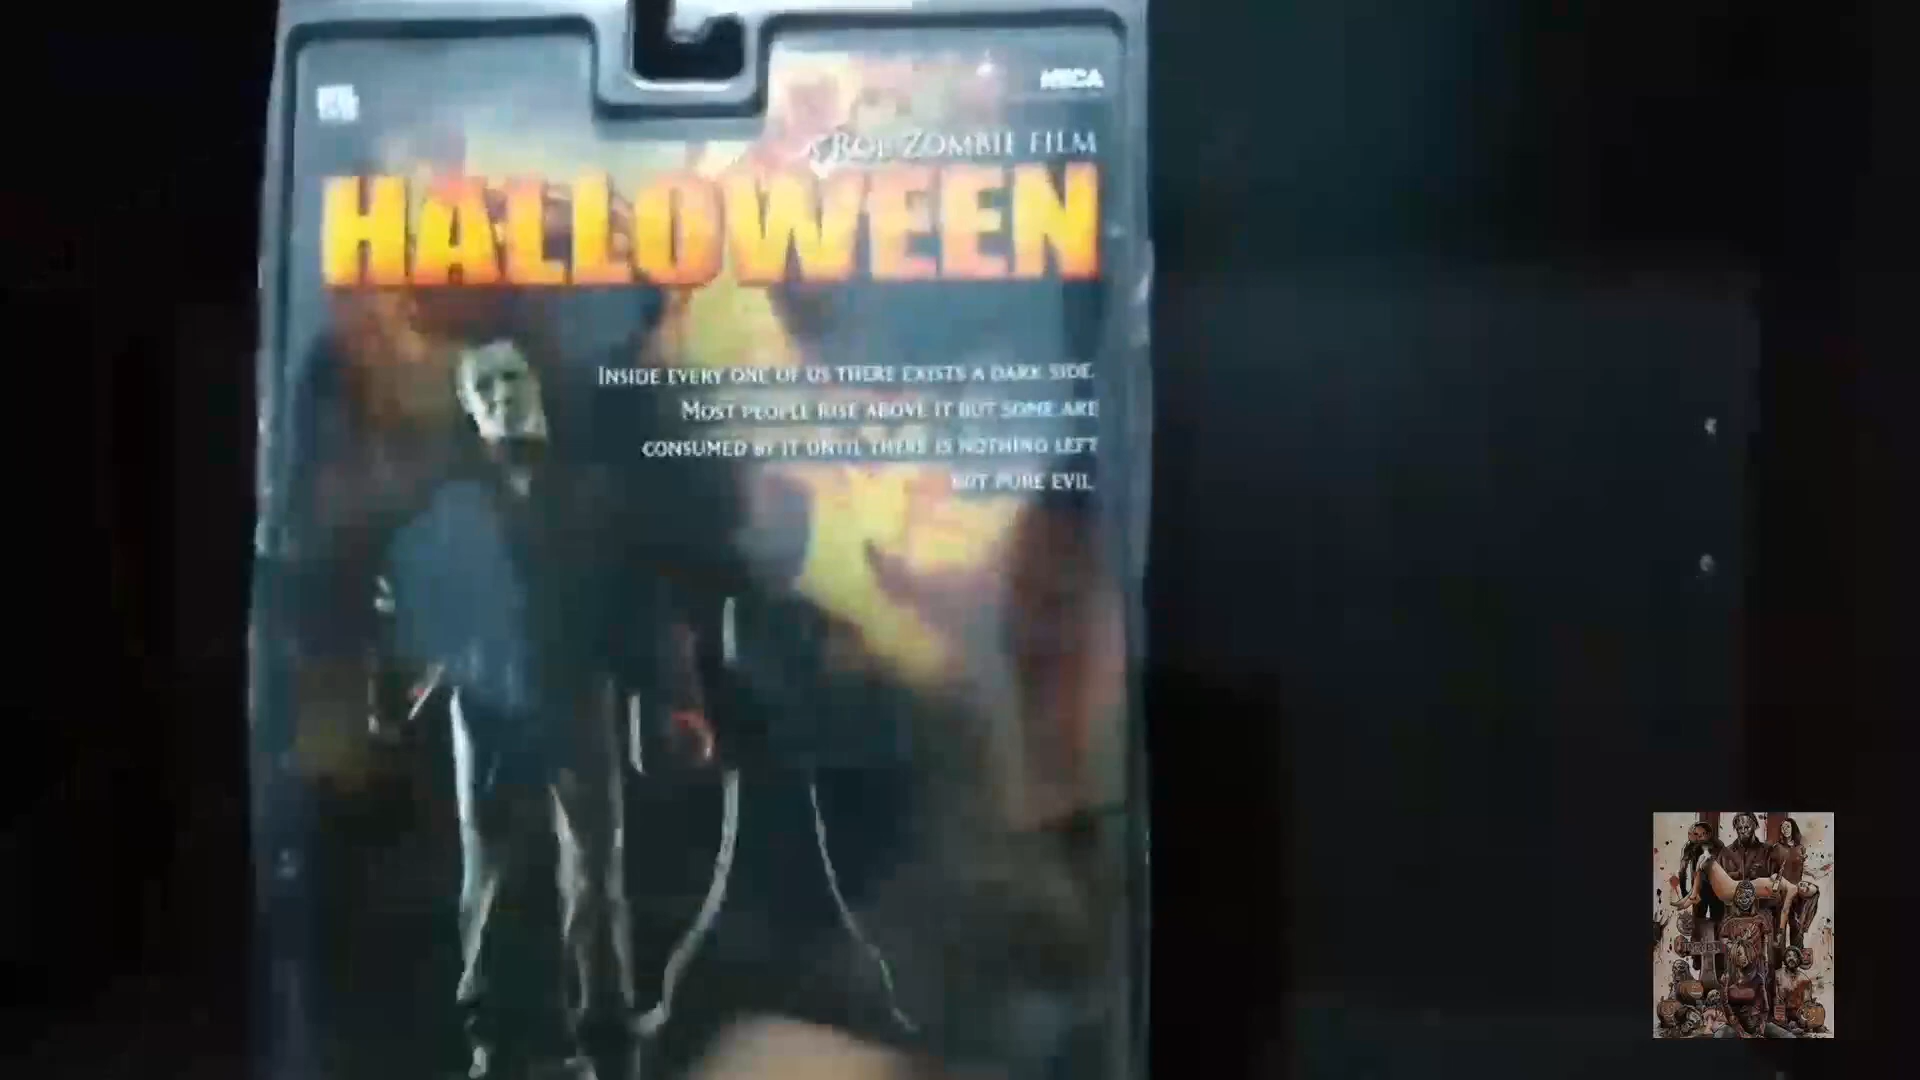 NECA
A ROB ZOMBIE FILM
HALLOWEEN
INSIDE EVERY ONE OF US THERE EXISTS A DARK SIDE.
MOST PEOPLE RISE ABOVE IT BUT SOME ARE
CONSUMED BY IT UNTIL THERE IS NOTHING LEFT
BUT PURE EVIL.